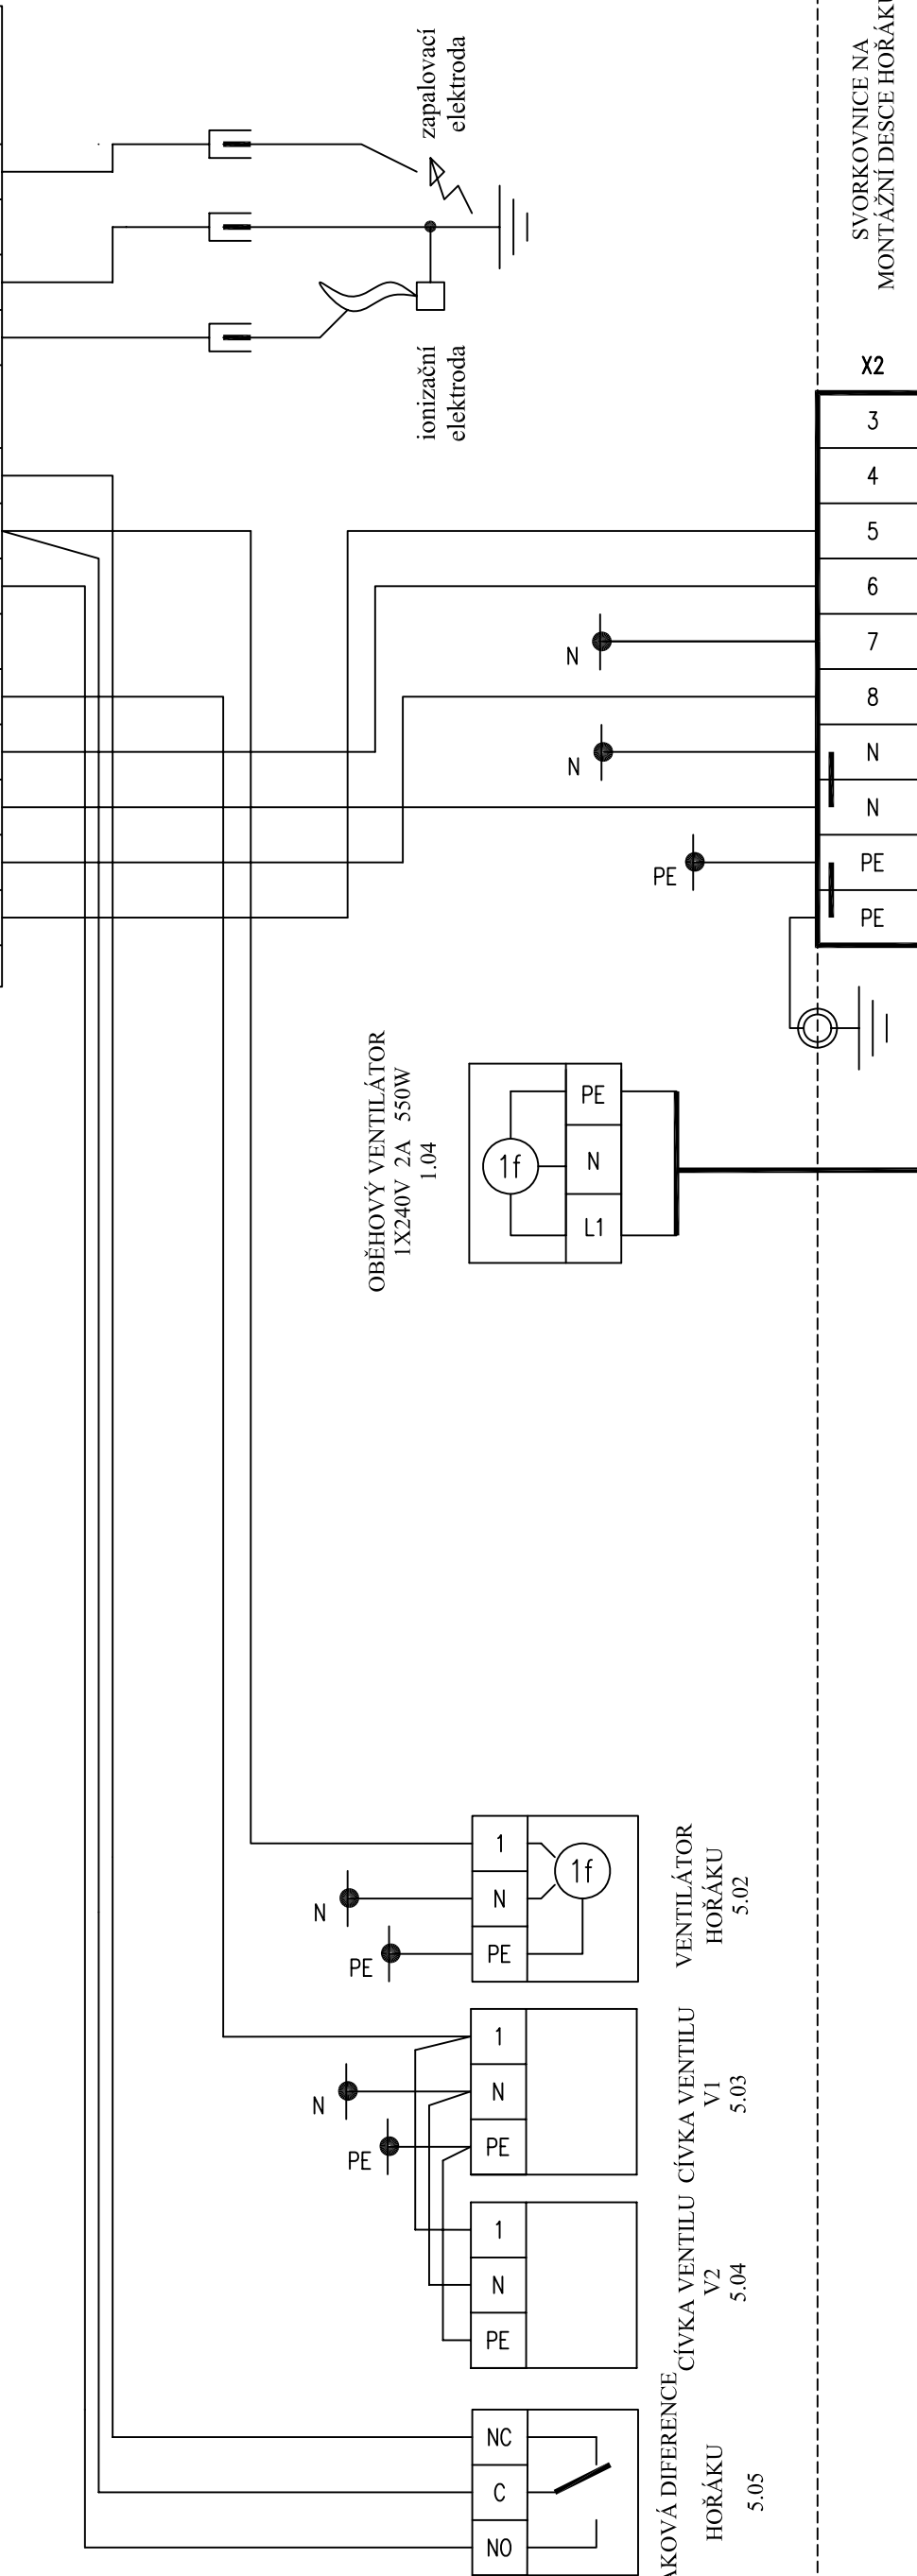 zapalovací
elektroda
ionizační
elektroda
SVORKOVNICE NA
MONTÁŽNÍ DESCE HOŘÁKU
X2
3
4
5
6
7
8
N
N
PE
PE
N
N
PE
OBĚHOVÝ VENTILÁTOR
1X240V 2A 550W
1.04
1f
PE
N
L1
1
N
PE
1f
N
PE
VENTILÁTOR
HOŘÁKU
5.02
1
N
PE
N
PE
CÍVKA VENTILU
V1
5.03
1
N
PE
CÍVKA VENTILU
V2
5.04
NC
C
NO
DIFERENCE
HOŘÁKU
5.05